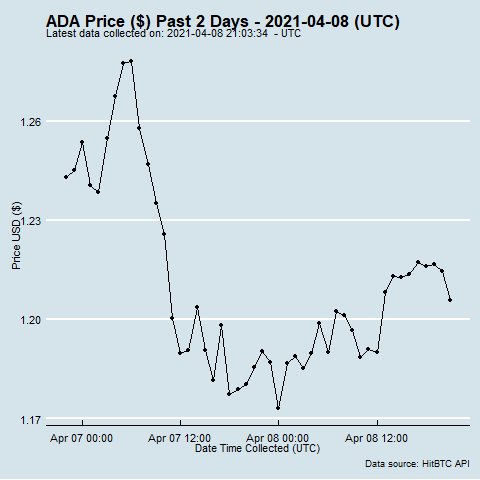 ADA Price ($) Past 2 Days - 2021-04-08 (UTC)
Latest data collected on: 2021-04-08 21:03:34  - UTC
1.26
1.23
1.20
1.17
Price USD ($)
Apr 07 00:00
Apr 07 12:00
Apr 08 00:00
Apr 08 12:00
Date Time Collected (UTC)
Data source: HitBTC API